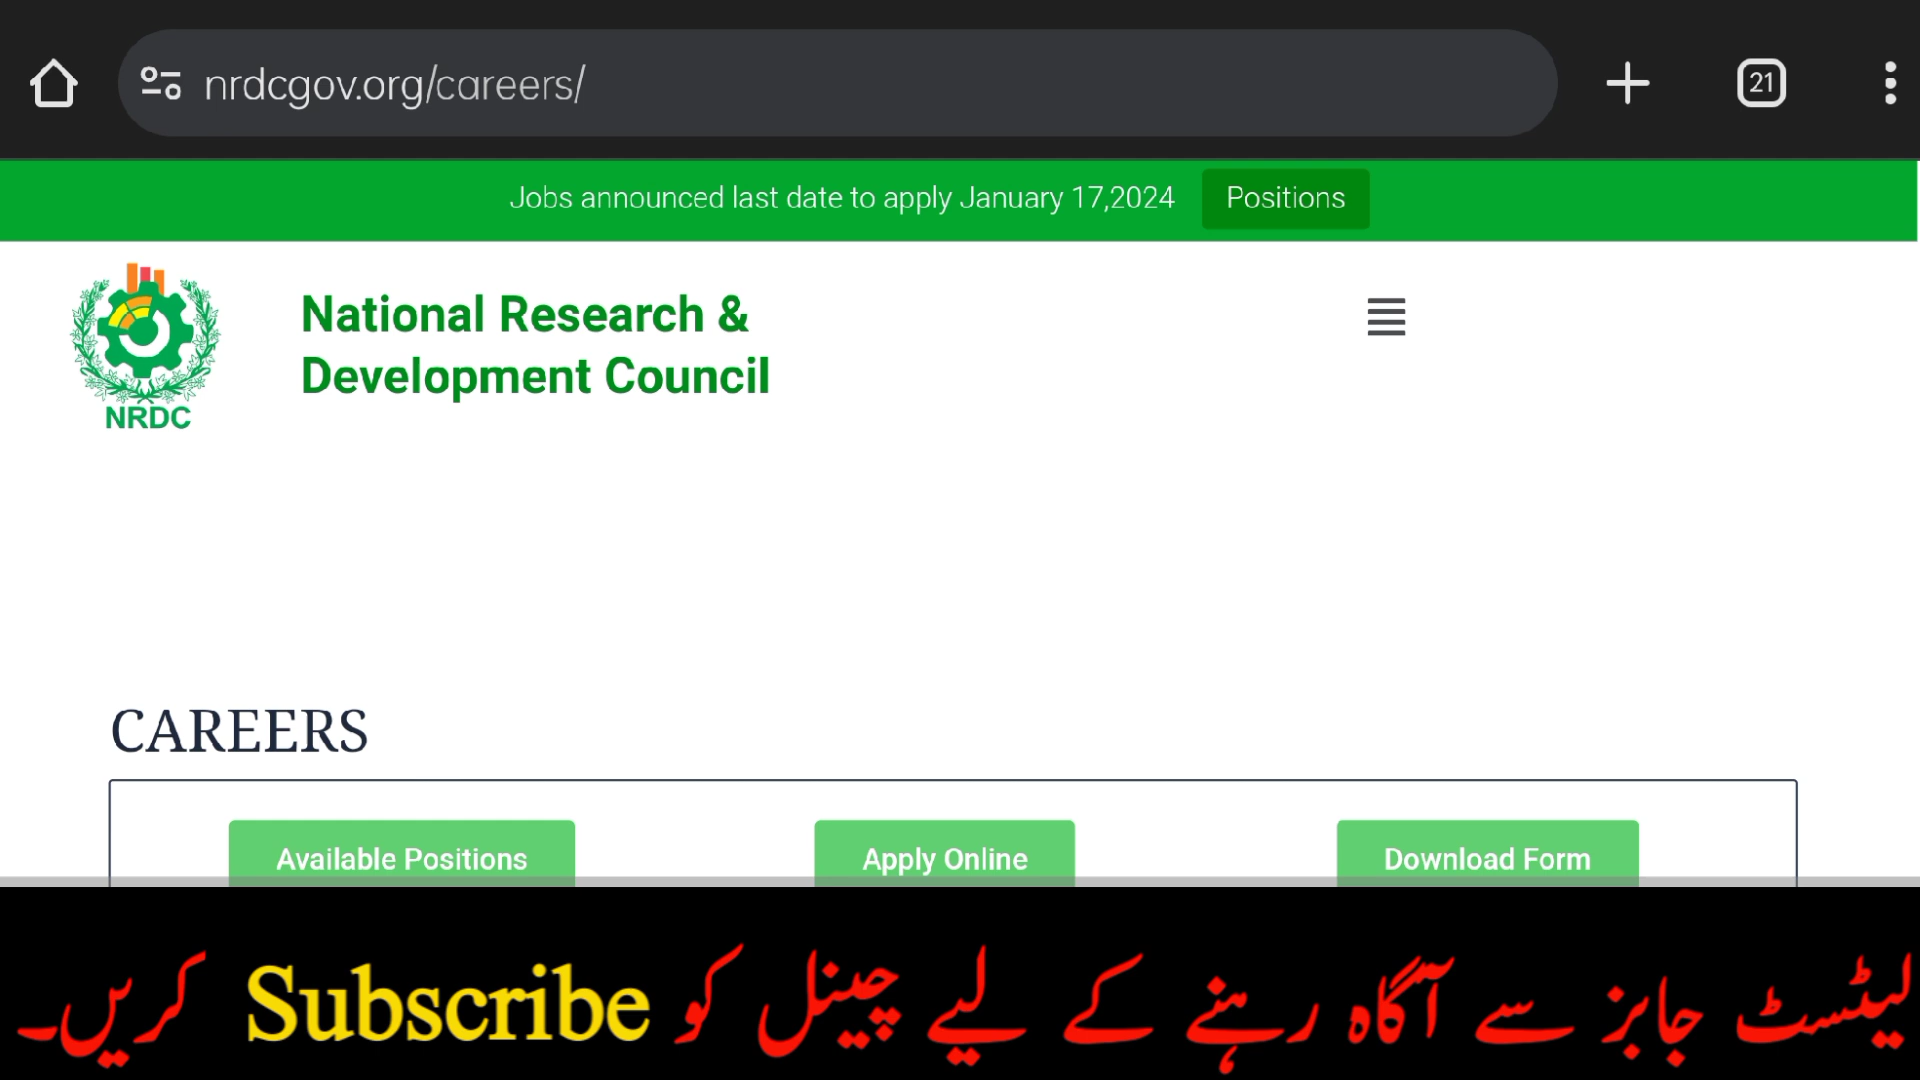 nrdcgov.org/careers/
21
Jobs announced last date to apply January 17,2024
Positions
National Research &
Development Council
NRDC
CAREERS
Available Positions
Apply Online
Download Form
لیٹسٹ جابز سے آگاہ رہنے کے لیے چینل کو Subscribe کریں۔